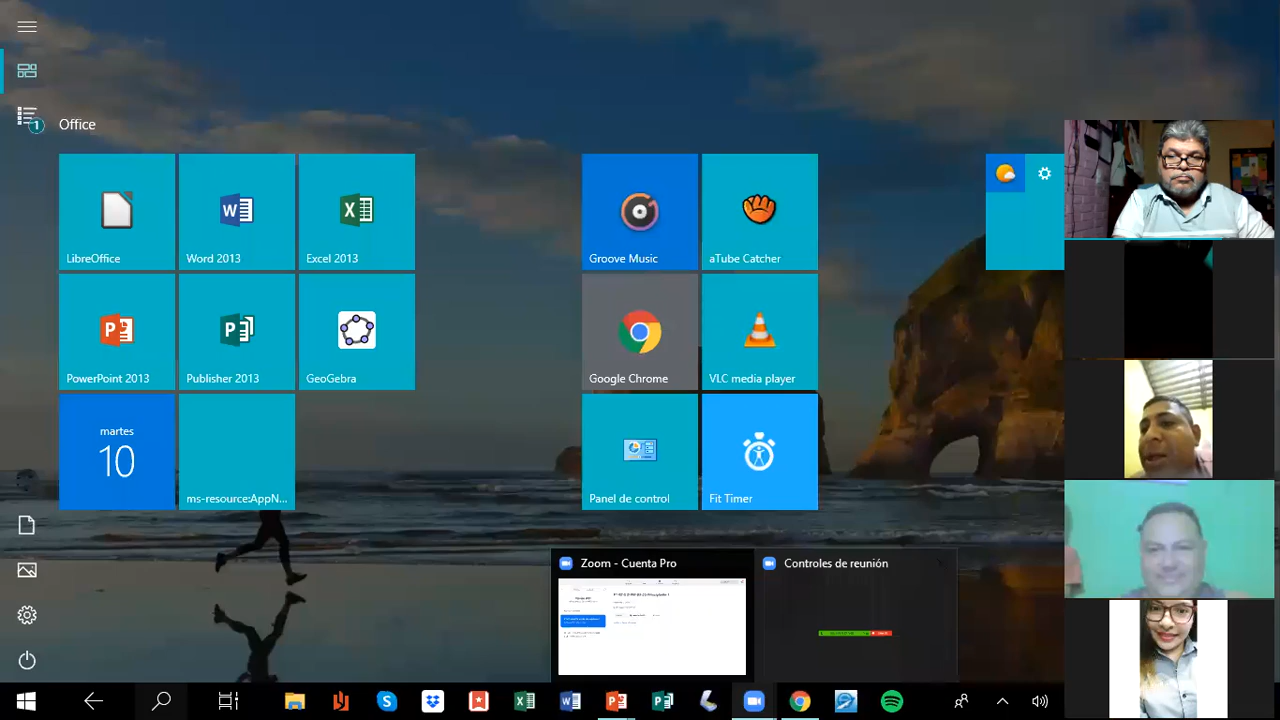 Office
1
LibreOffice
Word 2013
Excel 2013
Groove Music
aTube Catcher
PowerPoint 2013
Publisher 2013
GeoGebra
Google Chrome
VLC media player
martes
10
ms-resource:AppN...
Panel de control
Fit Timer
Zoom - Cuenta Pro
Controles de reunión